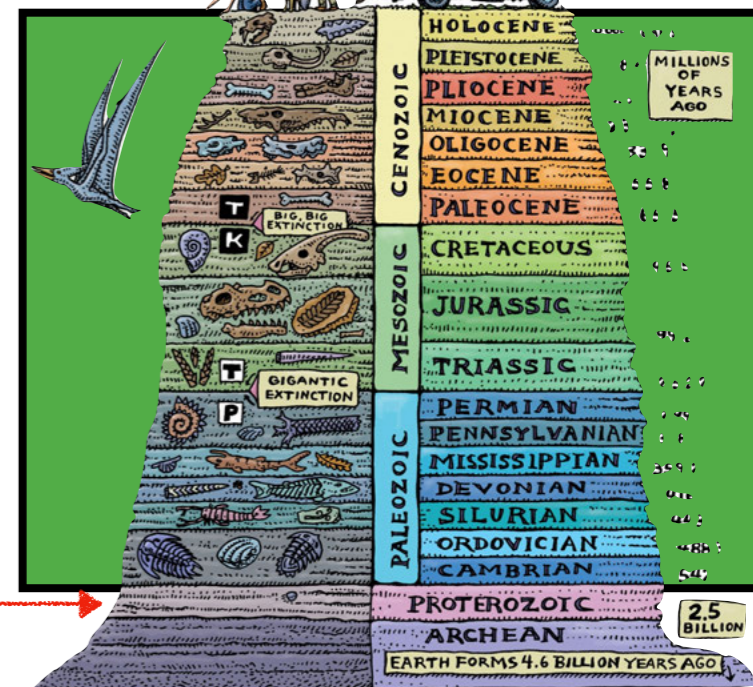 HOLOCENE
PLEISTOCENE
MILLIONS
OF
YEARS
AGO
PLIOCENE
MIOCENE
OLIGOCENE
EOCENE
PALEOCENE
CENOZOIC
T
BIG, BIG
EXTINCTION
K
CRETACEOUS
JURASSIC
MESOZOIC
TRIASSIC
T
GIGANTIC
EXTINCTION
P
PERMIAN
PENNSYLVANIAN
MISSISSIPPIAN
DEVONIAN
SILURIAN
ORDOVICIAN
CAMBRIAN
PALEOZOIC
PROTEROZOIC
2.5
BILLION
ARCHEAN
EARTH FORMS 4.6 BILLION YEARS AGO